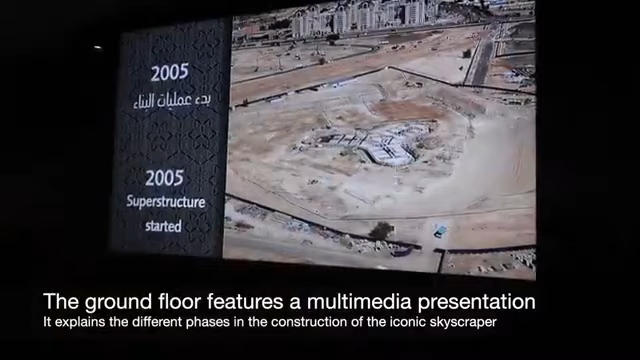 2005
بدء عمليات البناء
2005
Superstructure
started
The ground floor features a multimedia presentation
It explains the different phases in the construction of the iconic skyscraper